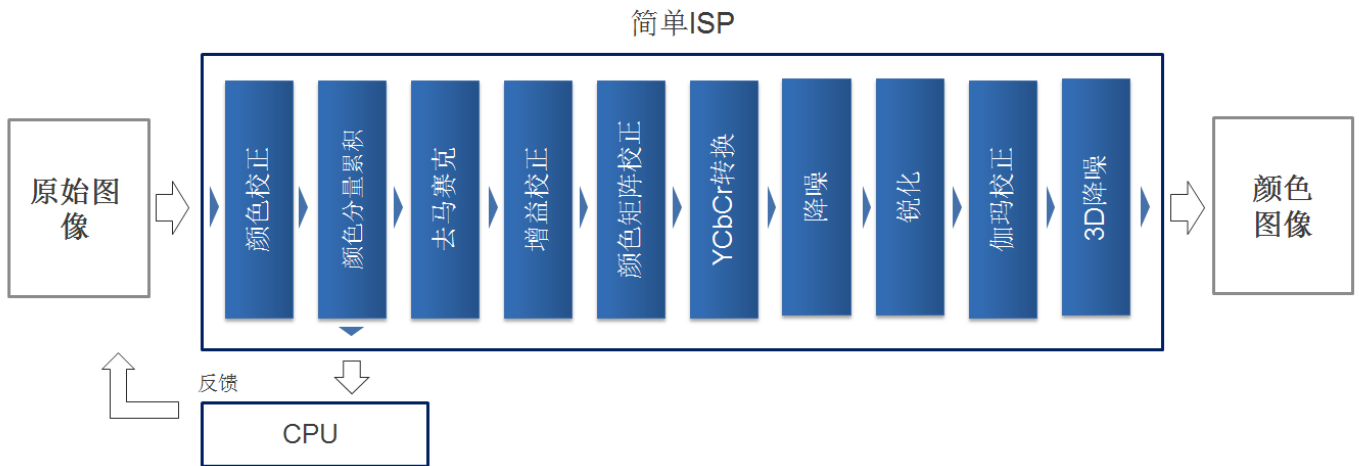 简单ISP
原始图
像
颜色校正
颜色分量累积
去马赛克
增益校正
颜色矩阵校正
YCbCr转换
降噪
锐化
伽玛校正
3D降噪
颜色
图像
反馈
CPU